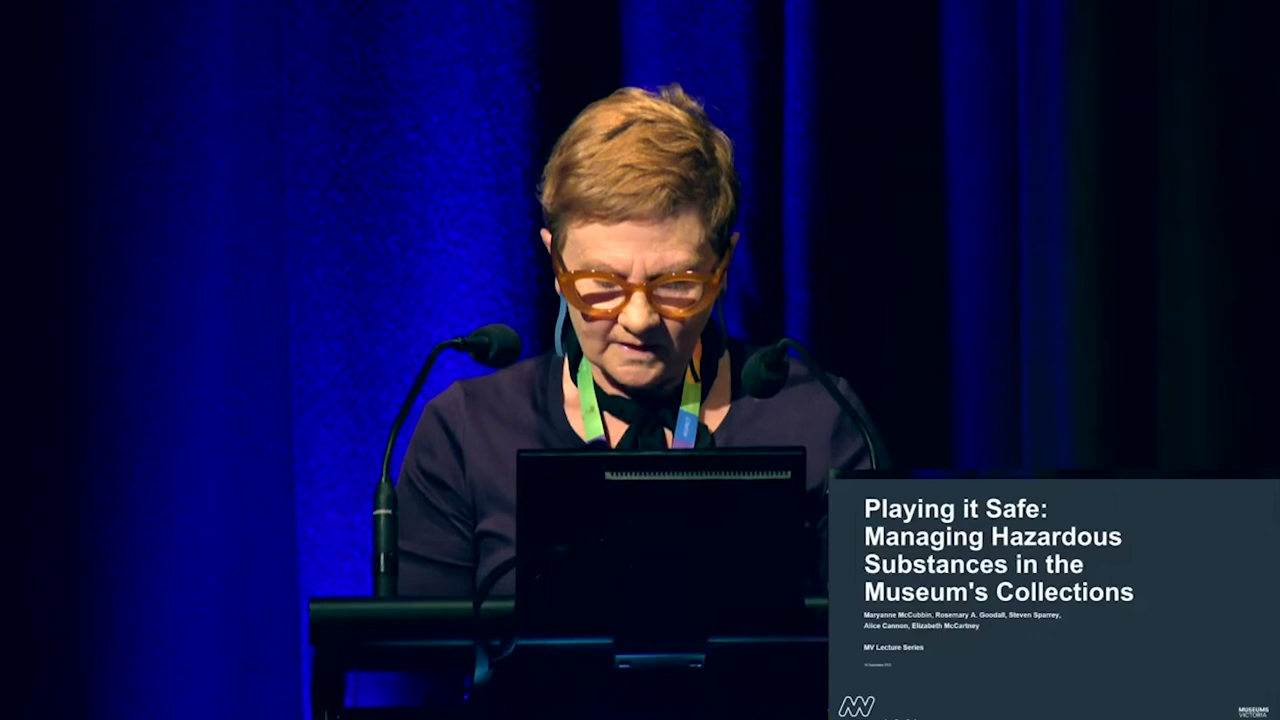 Playing it Safe:
Managing Hazardous
Substances in the
Museum's Collections
Maryanne McCubbin, Rosemary A. Goodall, Steven Sparrey,
Alice Cannon, Elizabeth McCartney
MV Lecture Series
MUSEUMS
VICTORIA